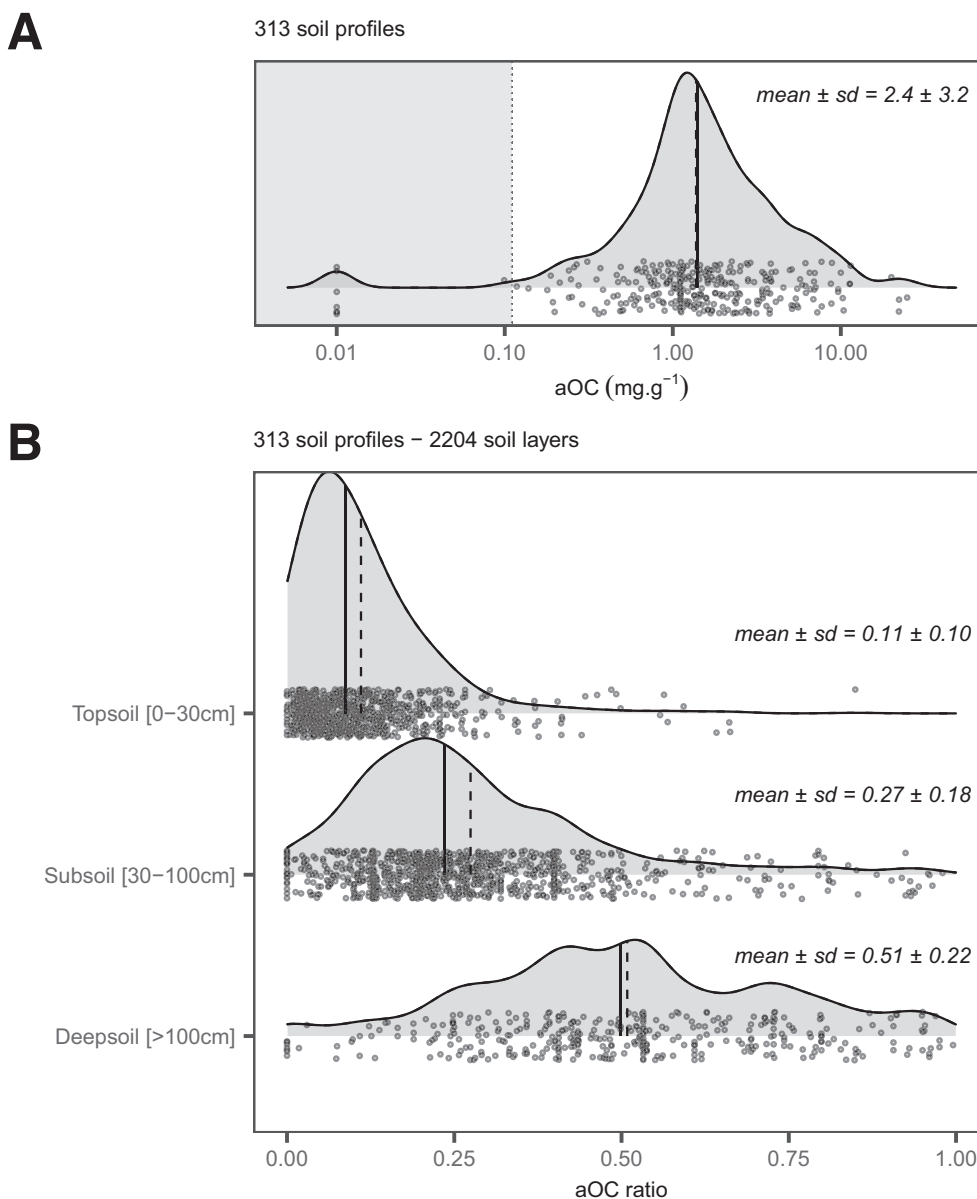 A
313 soil profiles
mean ± sd = 2.4 ± 3.2
0.01 0.10 1.00 10.00
aOC (mg.g⁻¹)
B
313 soil profiles − 2204 soil layers
mean ± sd = 0.11 ± 0.10
Topsoil [0−30cm]
mean ± sd = 0.27 ± 0.18
Subsoil [30−100cm]
mean ± sd = 0.51 ± 0.22
Deepsoil [>100cm]
0.00 0.25 0.50 0.75 1.00
aOC ratio